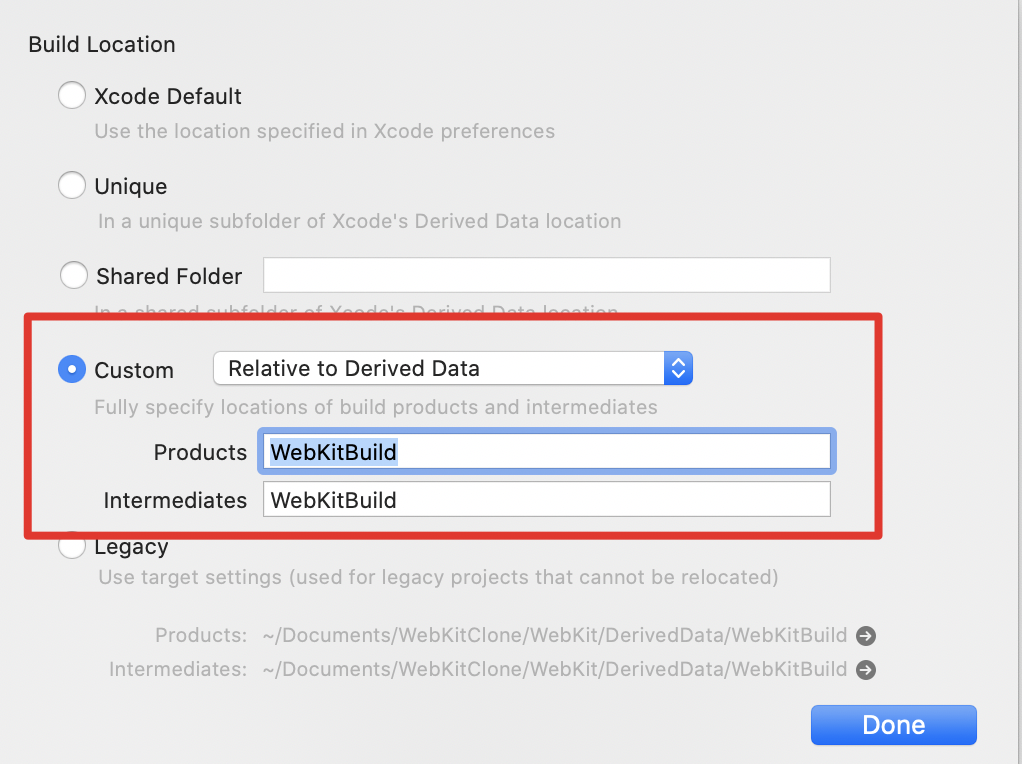 Build Location
Xcode Default
Use the location specified in Xcode preferences
Unique
In a unique subfolder of Xcode's Derived Data location
Shared Folder
In a shared subfolder of Xcode's Derived Data location
Custom Relative to Derived Data
Fully specify locations of build products and intermediates
Products WebKitBuild
Intermediates WebKitBuild
Legacy
Use target settings (used for legacy projects that cannot be relocated)
Products: ~/Documents/WebKitClone/WebKit/DerivedData/WebKitBuild
Intermediates: ~/Documents/WebKitClone/WebKit/DerivedData/WebKitBuild
Done